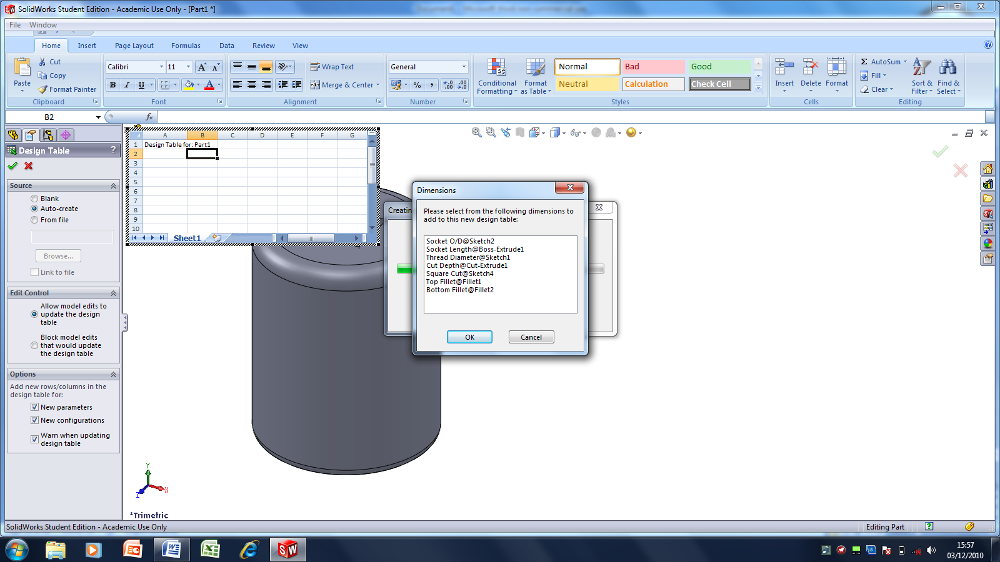 SolidWorks Student Edition - Academic Use Only - [Part1 *]
File Window
Home Insert Page Layout Formulas Data Review View
Paste
Cut
Copy
Format Painter
Clipboard
Calibri 11
B I U
Font
Wrap Text
Merge & Center
Alignment
General
%
Number
Conditional Formatting
Format as Table
Normal Bad Good
Neutral Calculation Check Cell
Styles
Insert Delete Format
Cells
AutoSum
Fill
Clear
Sort & Filter
Find & Select
Editing
B2 fx
Design Table ?
Source
Blank
Auto-create
From file
Browse...
Link to file
Edit Control
Allow model edits to
update the design
table
Block model edits
that would update
the design table
Options
Add new rows/columns in the
design table for:
New parameters
New configurations
Warn when updating
design table
A B C D E F G
1 Design Table for: Part1
2
3
4
5
6
7
8
9
10
Sheet1
Creatin
Dimensions
Please select from the following dimensions to
add to this new design table:
Socket O/D@Sketch2
Socket Length@Boss-Extrude1
Thread Diameter@Sketch1
Cut Depth@Cut-Extrude1
Square Cut@Sketch4
Top Fillet@Fillet1
Bottom Fillet@Fillet2
OK Cancel
Y
X
Z
*Trimetric
SolidWorks Student Edition - Academic Use Only
Editing Part
15:57
03/12/2010